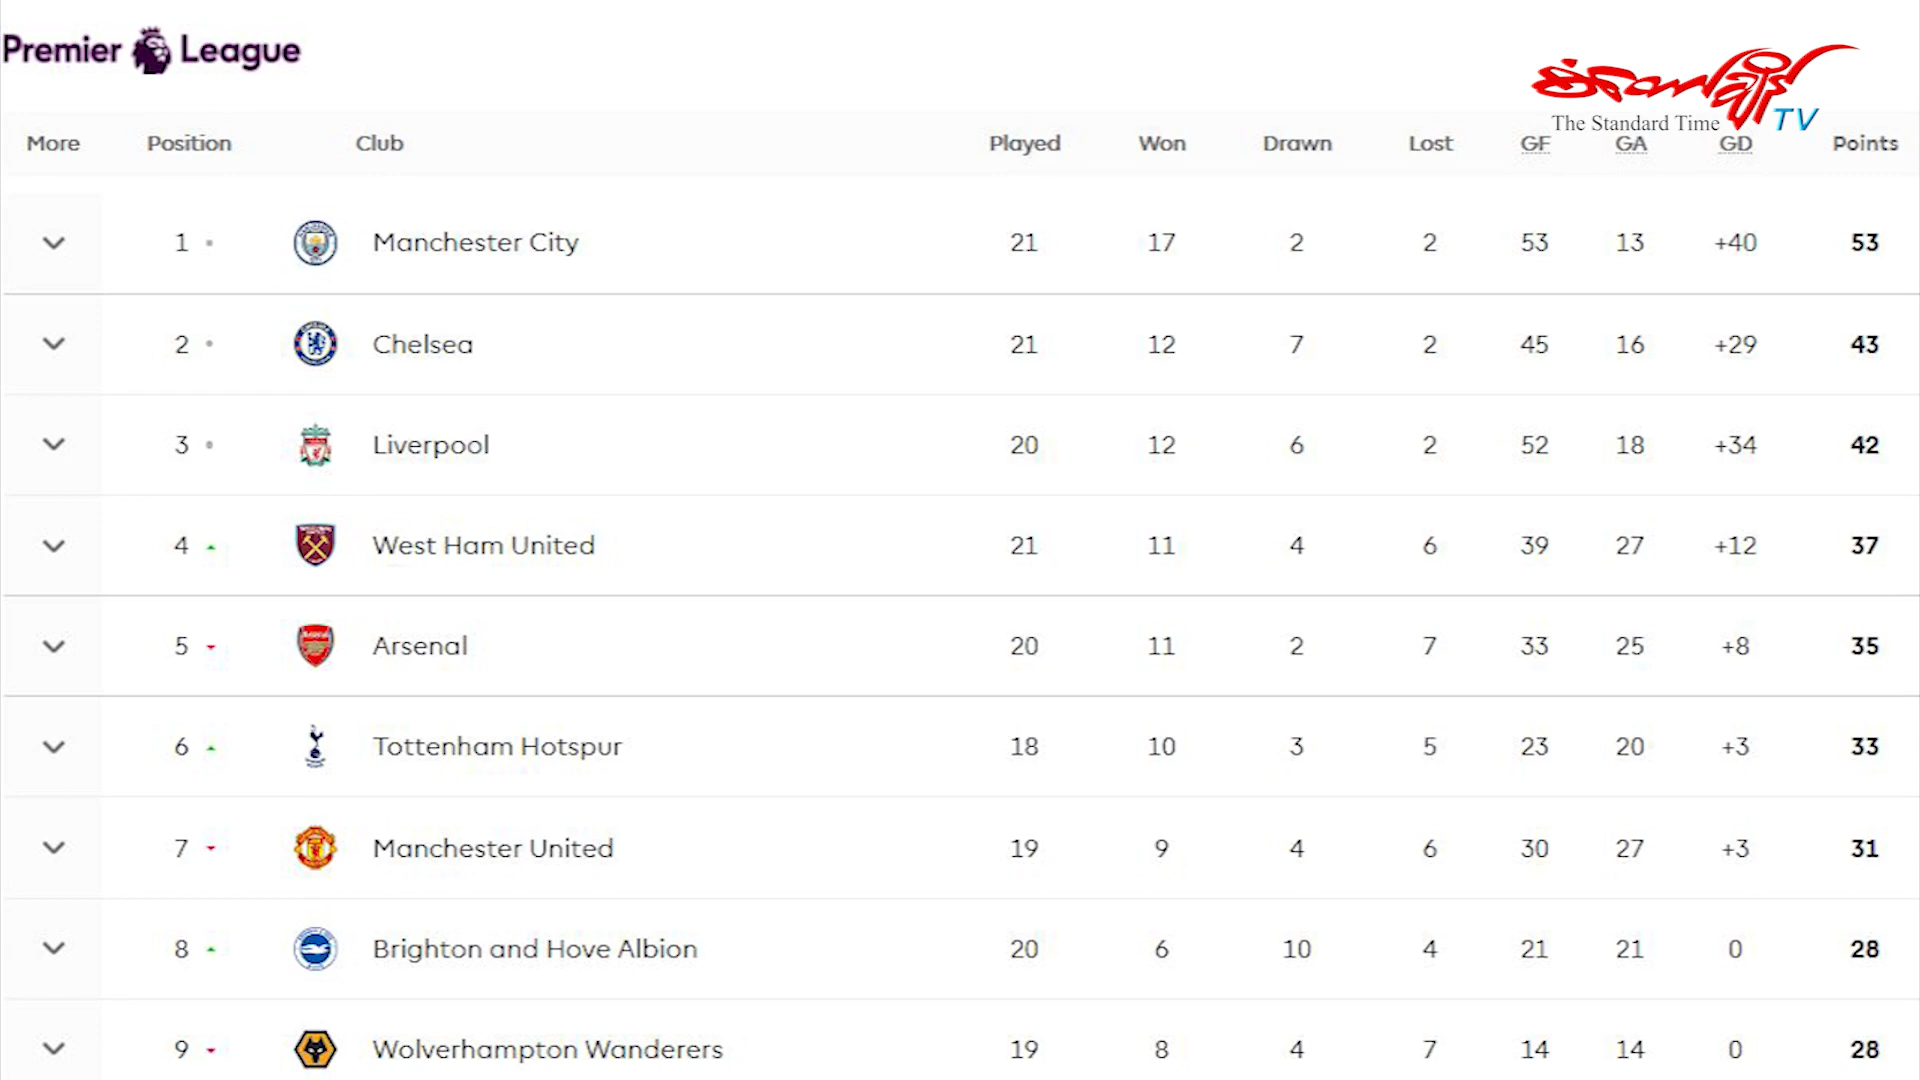 Premier League
စံတော်ချိန်
The Standard Time TV
More Position Club Played Won Drawn Lost GF GA GD Points
1 Manchester City 21 17 2 2 53 13 +40 53
2 Chelsea 21 12 7 2 45 16 +29 43
3 Liverpool 20 12 6 2 52 18 +34 42
4 West Ham United 21 11 4 6 39 27 +12 37
5 Arsenal 20 11 2 7 33 25 +8 35
6 Tottenham Hotspur 18 10 3 5 23 20 +3 33
7 Manchester United 19 9 4 6 30 27 +3 31
8 Brighton and Hove Albion 20 6 10 4 21 21 0 28
9 Wolverhampton Wanderers 19 8 4 7 14 14 0 28